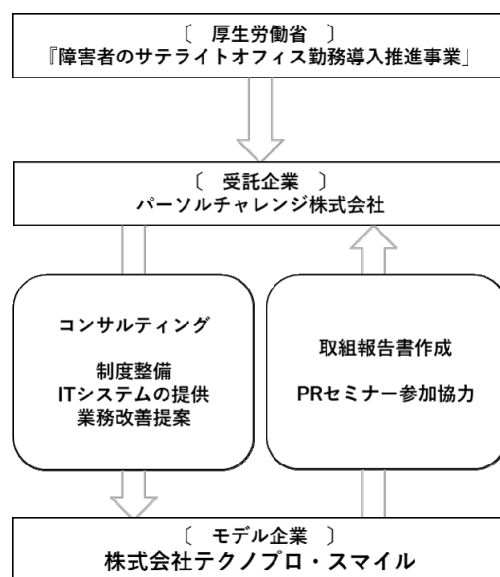 〔　厚生労働省　〕
『障害者のサテライトオフィス勤務導入推進事業」
〔　受託企業　〕
パーソルチャレンジ株式会社
コンサルティング
制度整備
ITシステムの提供
業務改善提案
取組報告書作成
PRセミナー参加協力
〔　モデル企業　〕
株式会社テクノプロ・スマイル